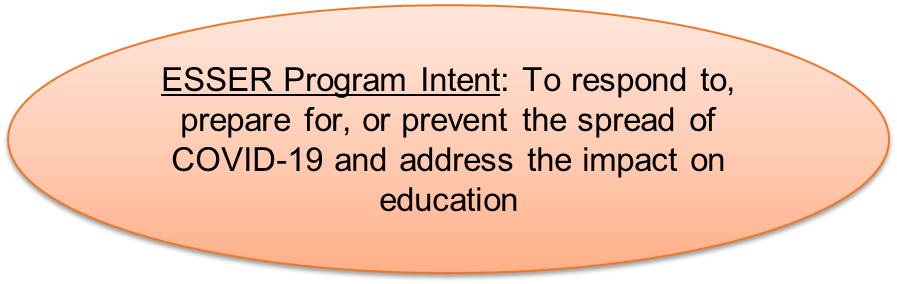 ESSER Program Intent: To respond to,
prepare for, or prevent the spread of
COVID-19 and address the impact on
education